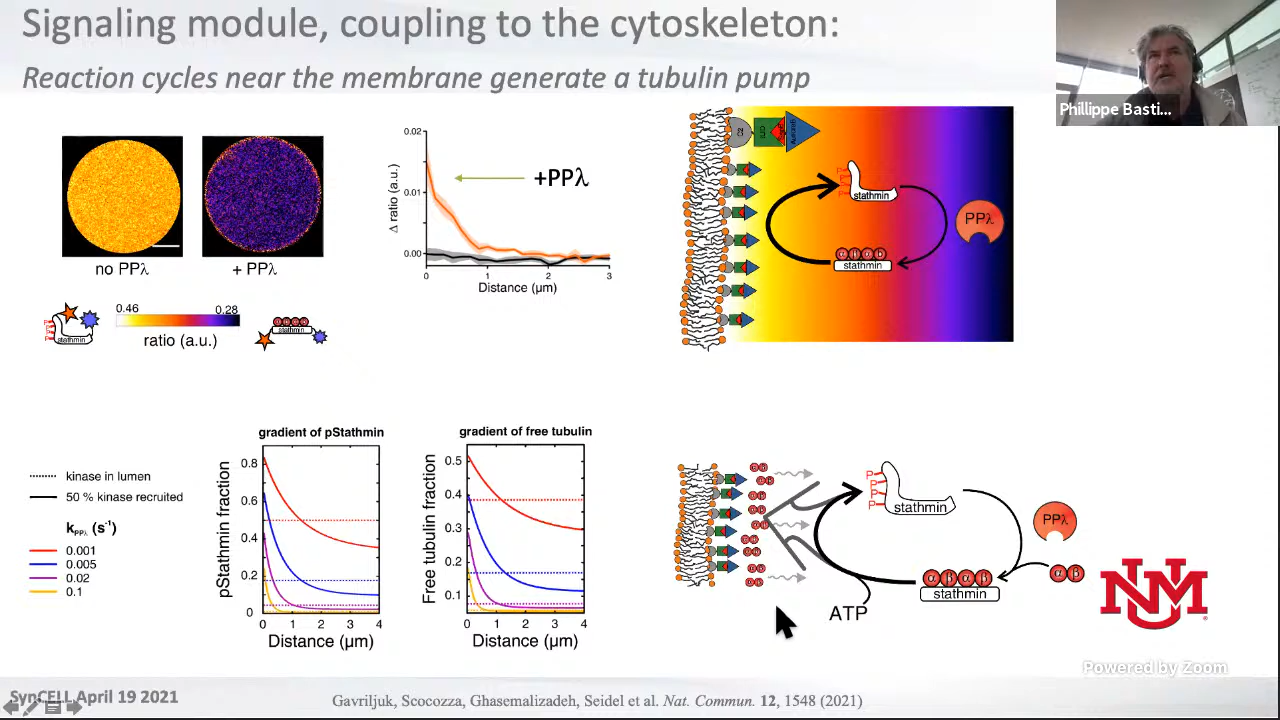 Signaling module, coupling to the cytoskeleton:
Reaction cycles near the membrane generate a tubulin pump
Phillippe Basti...
no PPλ
+ PPλ
0.46
0.28
ratio (a.u.)
stathmin
stathmin
Δ ratio (a.u.)
0.02
0.01
0.00
+PPλ
0
1
2
3
Distance (µm)
C2
stathmin
PPλ
α β α β
stathmin
kinase in lumen
50 % kinase recruited
kPPλ (s-1)
0.001
0.005
0.02
0.1
gradient of pStathmin
pStathmin fraction
0.8
0.6
0.4
0.2
0
0 1 2 3 4
Distance (µm)
gradient of free tubulin
Free tubulin fraction
0.5
0.4
0.3
0.2
0.1
0 1 2 3 4
Distance (µm)
P
P
P
P
stathmin
PPλ
α β
α β α β
stathmin
ATP
NM
Powered by Zoom
SynCELL April 19 2021
Gavriljuk, Scocozza, Ghasemalizadeh, Seidel et al. Nat. Commun. 12, 1548 (2021)